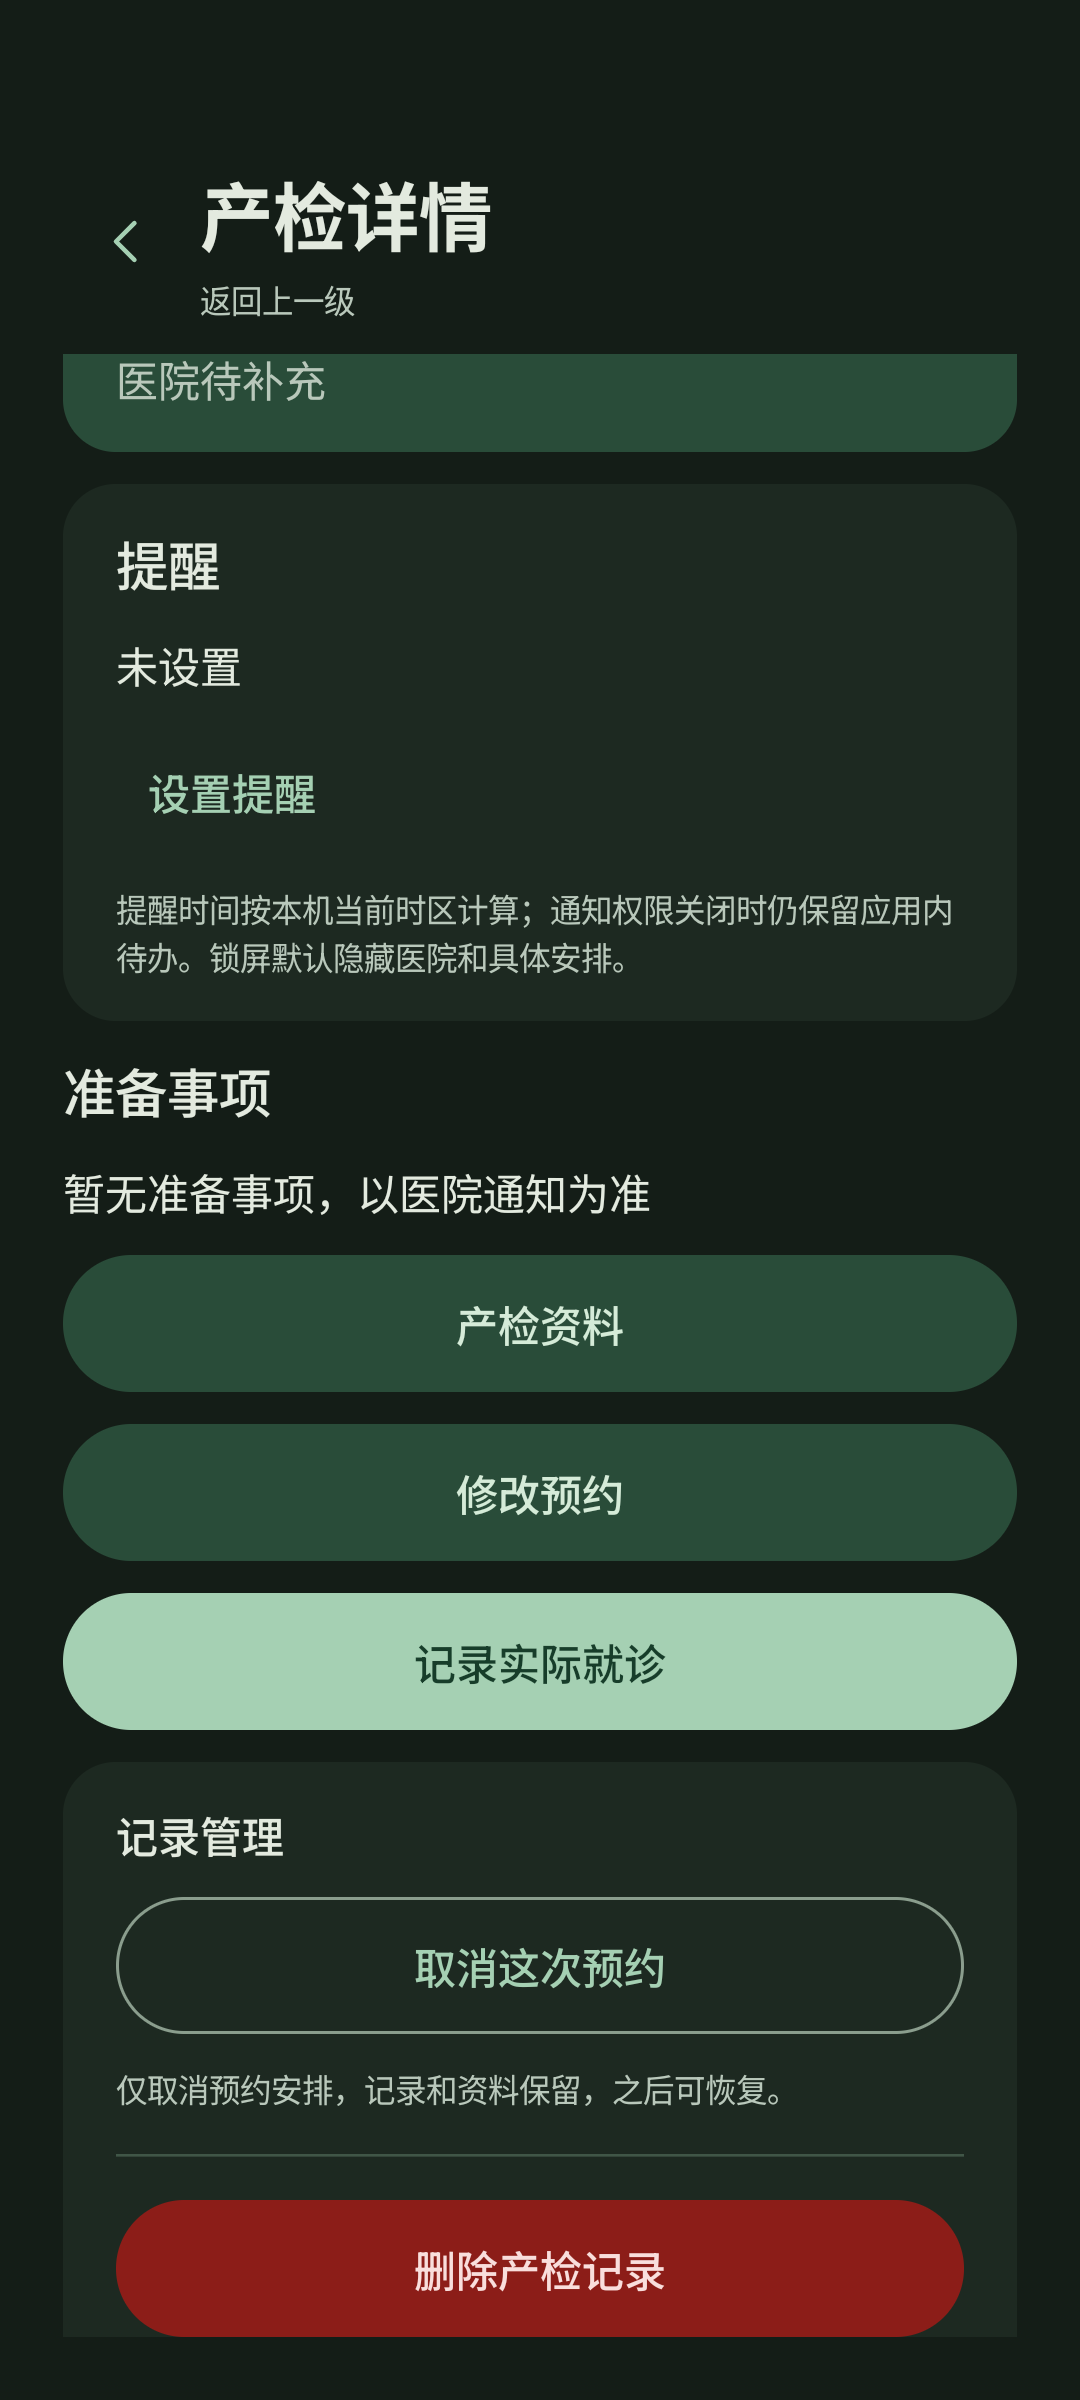 产检详情
返回上一级
医院待补充
提醒
未设置
设置提醒
提醒时间按本机当前时区计算；通知权限关闭时仍保留应用内
待办。锁屏默认隐藏医院和具体安排。
准备事项
暂无准备事项，以医院通知为准
产检资料
修改预约
记录实际就诊
记录管理
取消这次预约
仅取消预约安排，记录和资料保留，之后可恢复。
删除产检记录